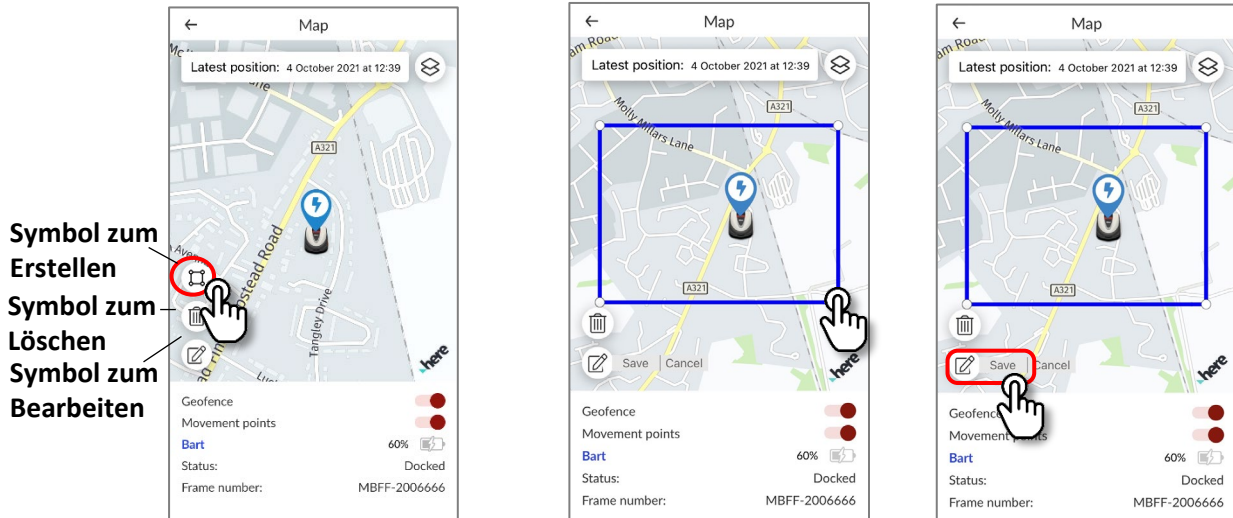 Symbol zum
Erstellen
Symbol zum
Löschen
Symbol zum
Bearbeiten
Map
Latest position: 4 October 2021 at 12:39
A321
Tangley Drive
here
Geofence
Movement points
Bart 60%
Status: Docked
Frame number: MBFF-2006666
Map
Latest position: 4 October 2021 at 12:39
Molly Millars Lane
A321
A321
Save | Cancel
here
Geofence
Movement points
Bart 60%
Status: Docked
Frame number: MBFF-2006666
Map
Latest position: 4 October 2021 at 12:39
Molly Millars Lane
A321
A321
Save Cancel
here
Geofence
Movement points
Bart 60%
Status: Docked
Frame number: MBFF-2006666